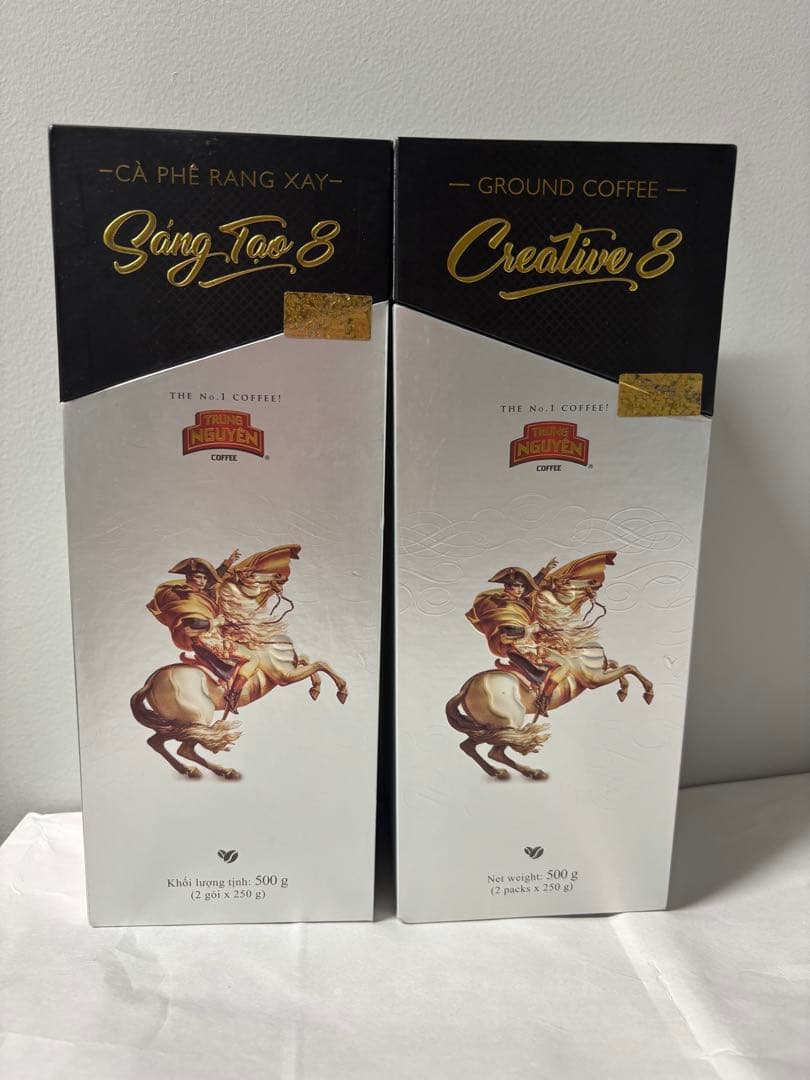 –CÀ PHÊ RANG XAY–
Sáng Tạo 8
THE No.1 COFFEE!
TRUNG
NGUYÊN
COFFEE
®
Khối lượng tịnh: 500 g
(2 gói x 250 g)
— GROUND COFFEE —
Creative 8
THE No.1 COFFEE!
TRUNG
NGUYÊN
COFFEE
®
Net weight: 500 g
(2 packs x 250 g)